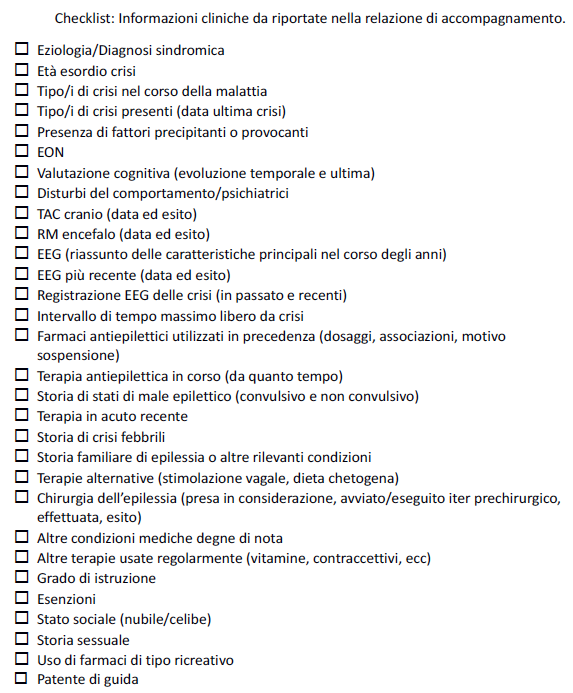 Checklist: Informazioni cliniche da riportate nella relazione di accompagnamento.
Eziologia/Diagnosi sindromica
Età esordio crisi
Tipo/i di crisi nel corso della malattia
Tipo/i di crisi presenti (data ultima crisi)
Presenza di fattori precipitanti o provocanti
EON
Valutazione cognitiva (evoluzione temporale e ultima)
Disturbi del comportamento/psichiatrici
TAC cranio (data ed esito)
RM encefalo (data ed esito)
EEG (riassunto delle caratteristiche principali nel corso degli anni)
EEG più recente (data ed esito)
Registrazione EEG delle crisi (in passato e recenti)
Intervallo di tempo massimo libero da crisi
Farmaci antiepilettici utilizzati in precedenza (dosaggi, associazioni, motivo
sospensione)
Terapia antiepilettica in corso (da quanto tempo)
Storia di stati di male epilettico (convulsivo e non convulsivo)
Terapia in acuto recente
Storia di crisi febbrili
Storia familiare di epilessia o altre rilevanti condizioni
Terapie alternative (stimolazione vagale, dieta chetogena)
Chirurgia dell'epilessia (presa in considerazione, avviato/eseguito iter prechirurgico,
effettuata, esito)
Altre condizioni mediche degne di nota
Altre terapie usate regolarmente (vitamine, contraccettivi, ecc)
Grado di istruzione
Esenzioni
Stato sociale (nubile/celibe)
Storia sessuale
Uso di farmaci di tipo ricreativo
Patente di guida